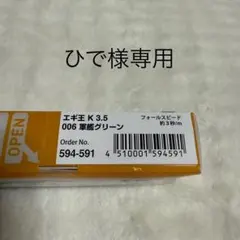 ひで様専用
OPEN
エギ王 K 3.5
006 軍艦グリーン
Order No.
594-591
フォールスピード
約3秒/m
4 510001 594591